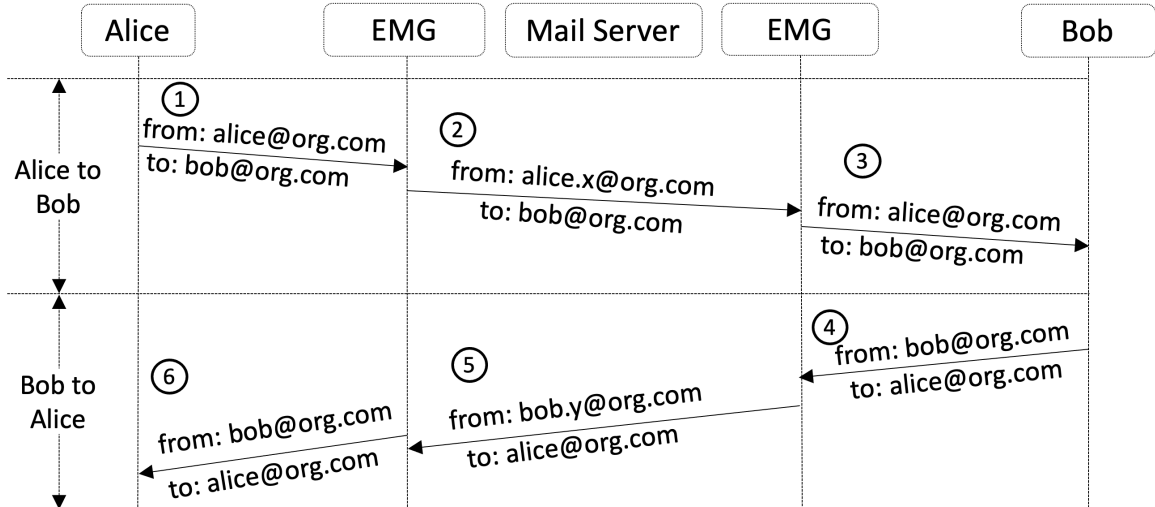 Alice
EMG
Mail Server
EMG
Bob
Alice to
Bob
1
from: alice@org.com
to: bob@org.com
2
from: alice.x@org.com
to: bob@org.com
3
from: alice@org.com
to: bob@org.com
Bob to
Alice
4
from: bob@org.com
to: alice@org.com
5
from: bob.y@org.com
to: alice@org.com
6
from: bob@org.com
to: alice@org.com